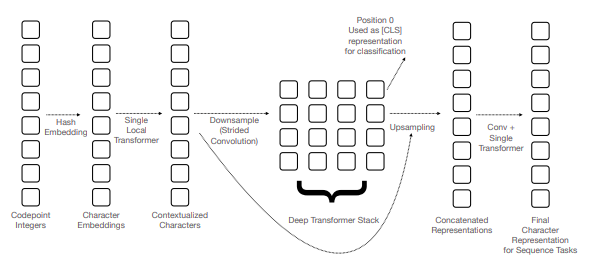 Position 0
Used as [CLS]
representation
for classification
Hash
Embedding
Single
Local
Transformer
Downsample
(Strided
Convolution)
Upsampling
Conv +
Single
Transformer
Deep Transformer Stack
Codepoint
Integers
Character
Embeddings
Contextualized
Characters
Concatenated
Representations
Final
Character
Representation
for Sequence Tasks